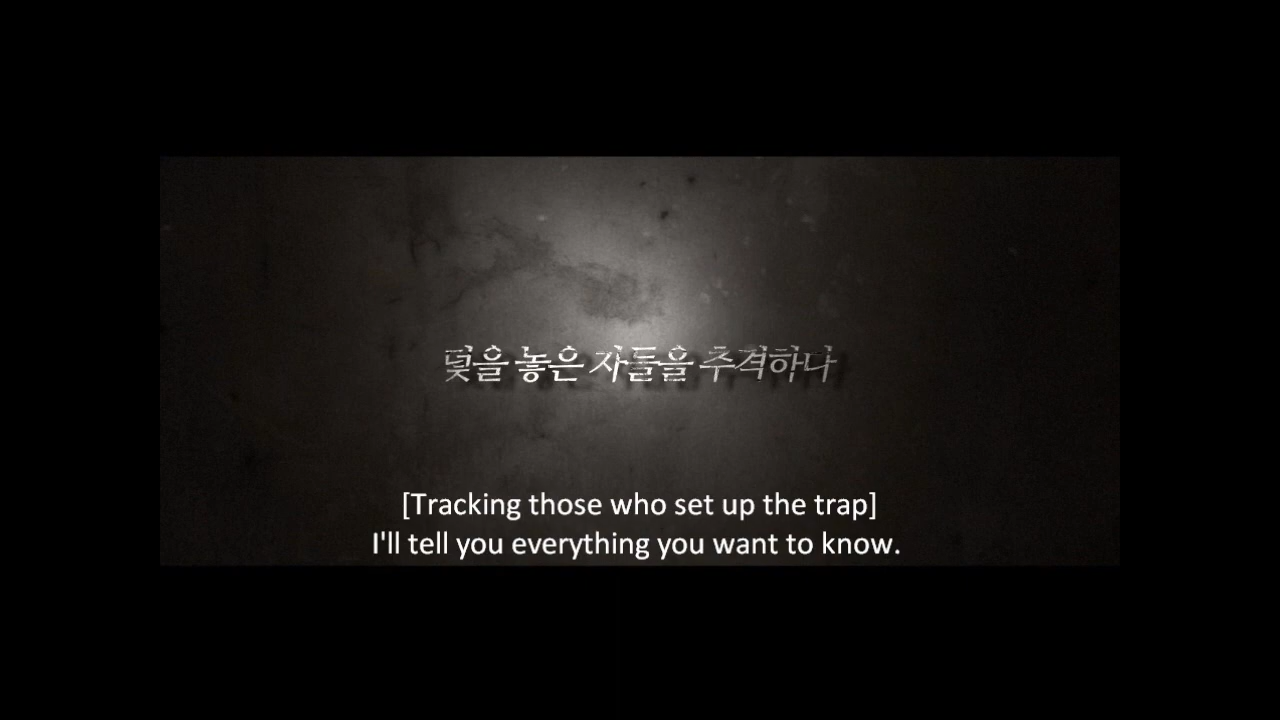 덫을 놓은 자들을 추격하다
[Tracking those who set up the trap]
I'll tell you everything you want to know.